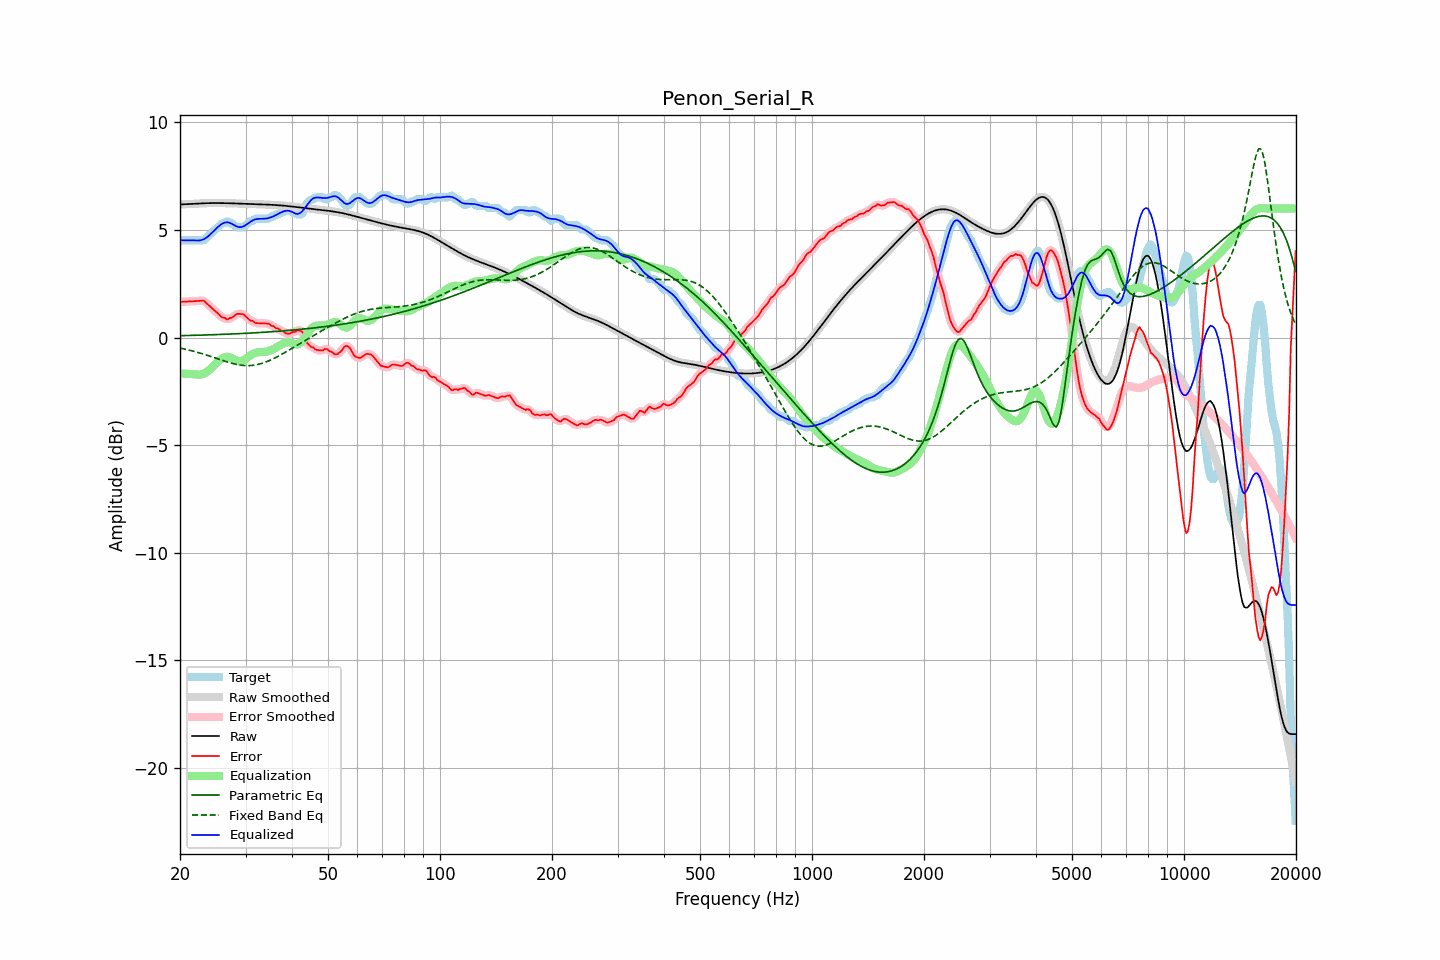 Penon_Serial_R
10
5
0
−5
−10
−15
−20
Amplitude (dBr)
Target
Raw Smoothed
Error Smoothed
Raw
Error
Equalization
Parametric Eq
Fixed Band Eq
Equalized
20 50 100 200 500 1000 2000 5000 10000 20000
Frequency (Hz)